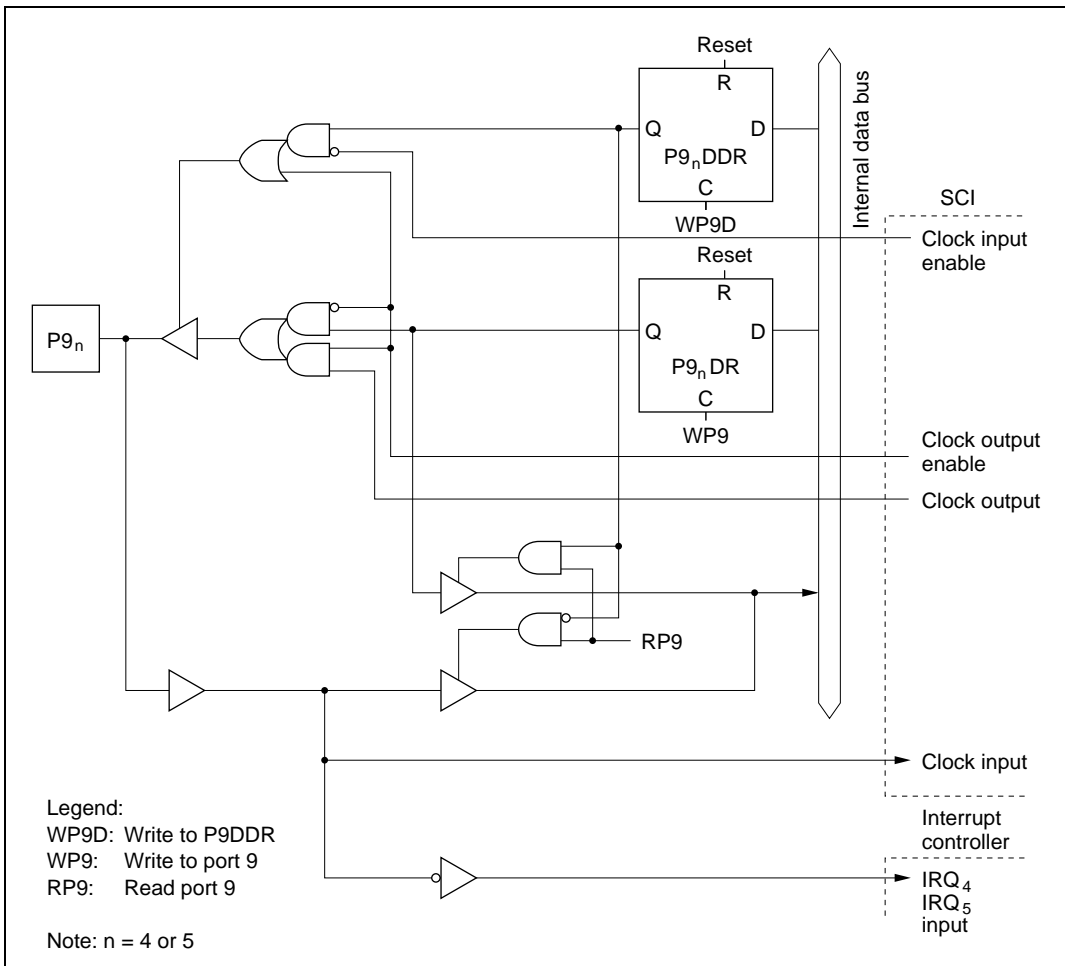 Reset
R
Q
D
P9nDDR
C
WP9D
Internal data bus
SCI
Clock input
enable
Reset
R
Q
D
P9nDR
C
WP9
P9n
Clock output
enable
Clock output
RP9
Clock input
Legend:
WP9D: Write to P9DDR
WP9: Write to port 9
RP9: Read port 9
Note: n = 4 or 5
Interrupt
controller
IRQ4
IRQ5
input